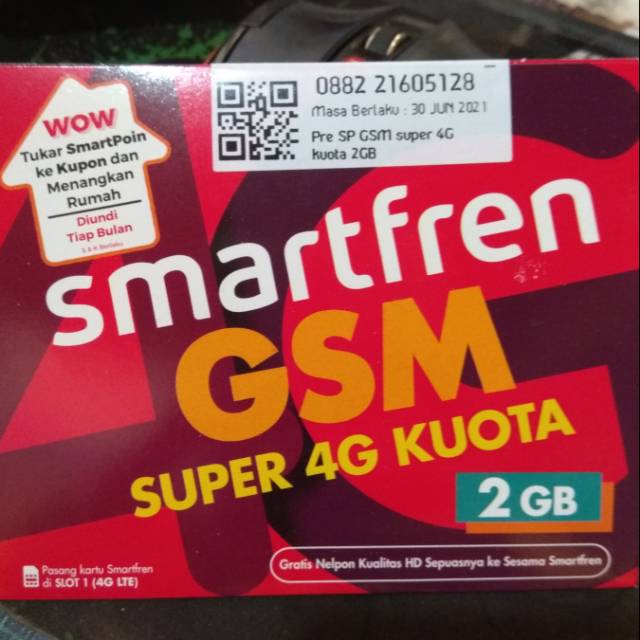 0882 21605128
Masa Berlaku : 30 JUN 2021
Pre SP GSM super 4G
kuota 2GB
WOW
Tukar SmartPoin
ke Kupon dan
Menangkan
Rumah
Diundi
Tiap Bulan
S & K Berlaku
4G
smartfren
GSM
SUPER 4G KUOTA
2 GB
Pasang kartu Smartfren
di SLOT 1 (4G LTE)
Gratis Nelpon Kualitas HD Sepuasnya ke Sesama Smartfren